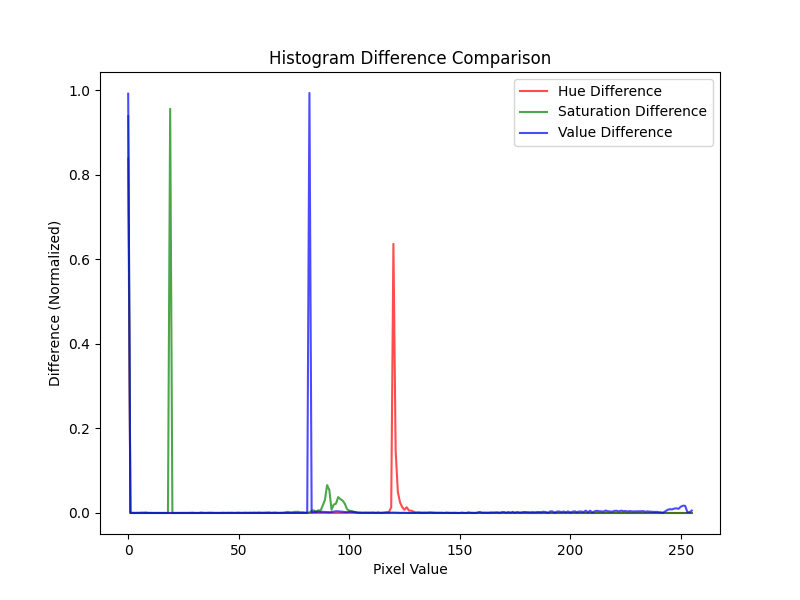 Histogram Difference Comparison
Hue Difference
Saturation Difference
Value Difference
Difference (Normalized)
1.0
0.8
0.6
0.4
0.2
0.0
0 50 100 150 200 250
Pixel Value